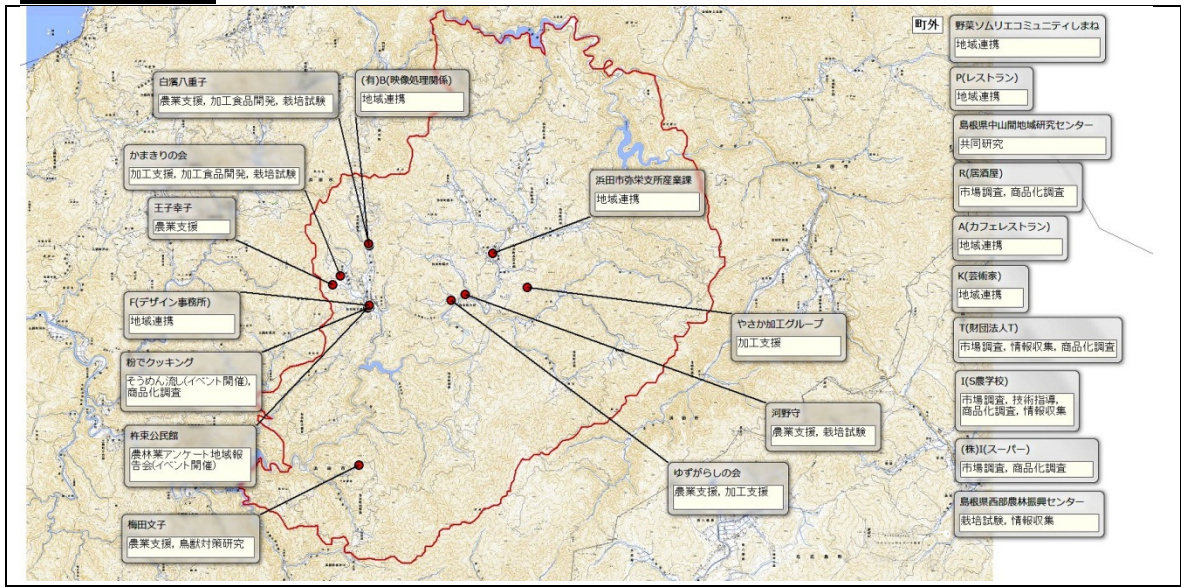 町外
野菜ソムリエコミュニティしまね
地域連携
P(レストラン)
地域連携
島根県中山間地域研究センター
共同研究
R(居酒屋)
市場調査, 商品化調査
A(カフェレストラン)
地域連携
K(芸術家)
地域連携
T(財団法人T)
市場調査, 情報収集, 商品化調査
I(S農学校)
市場調査, 技術指導,
商品化調査, 情報収集
(株)I(スーパー)
市場調査, 商品化調査
島根県西部農林振興センター
栽培試験, 情報収集
白濱八重子
農業支援, 加工食品開発, 栽培試験
(有)B(映像処理関係)
地域連携
かまきりの会
加工支援, 加工食品開発, 栽培試験
王子幸子
農業支援
浜田市弥栄支所産業課
地域連携
F(デザイン事務所)
地域連携
粉でクッキング
そうめん流し(イベント開催),
商品化調査
杵束公民館
農林業アンケート地域報
告会(イベント開催)
梅田文子
農業支援, 鳥獣対策研究
やさか加工グループ
加工支援
河野守
農業支援, 栽培試験
ゆずがらしの会
農業支援, 加工支援